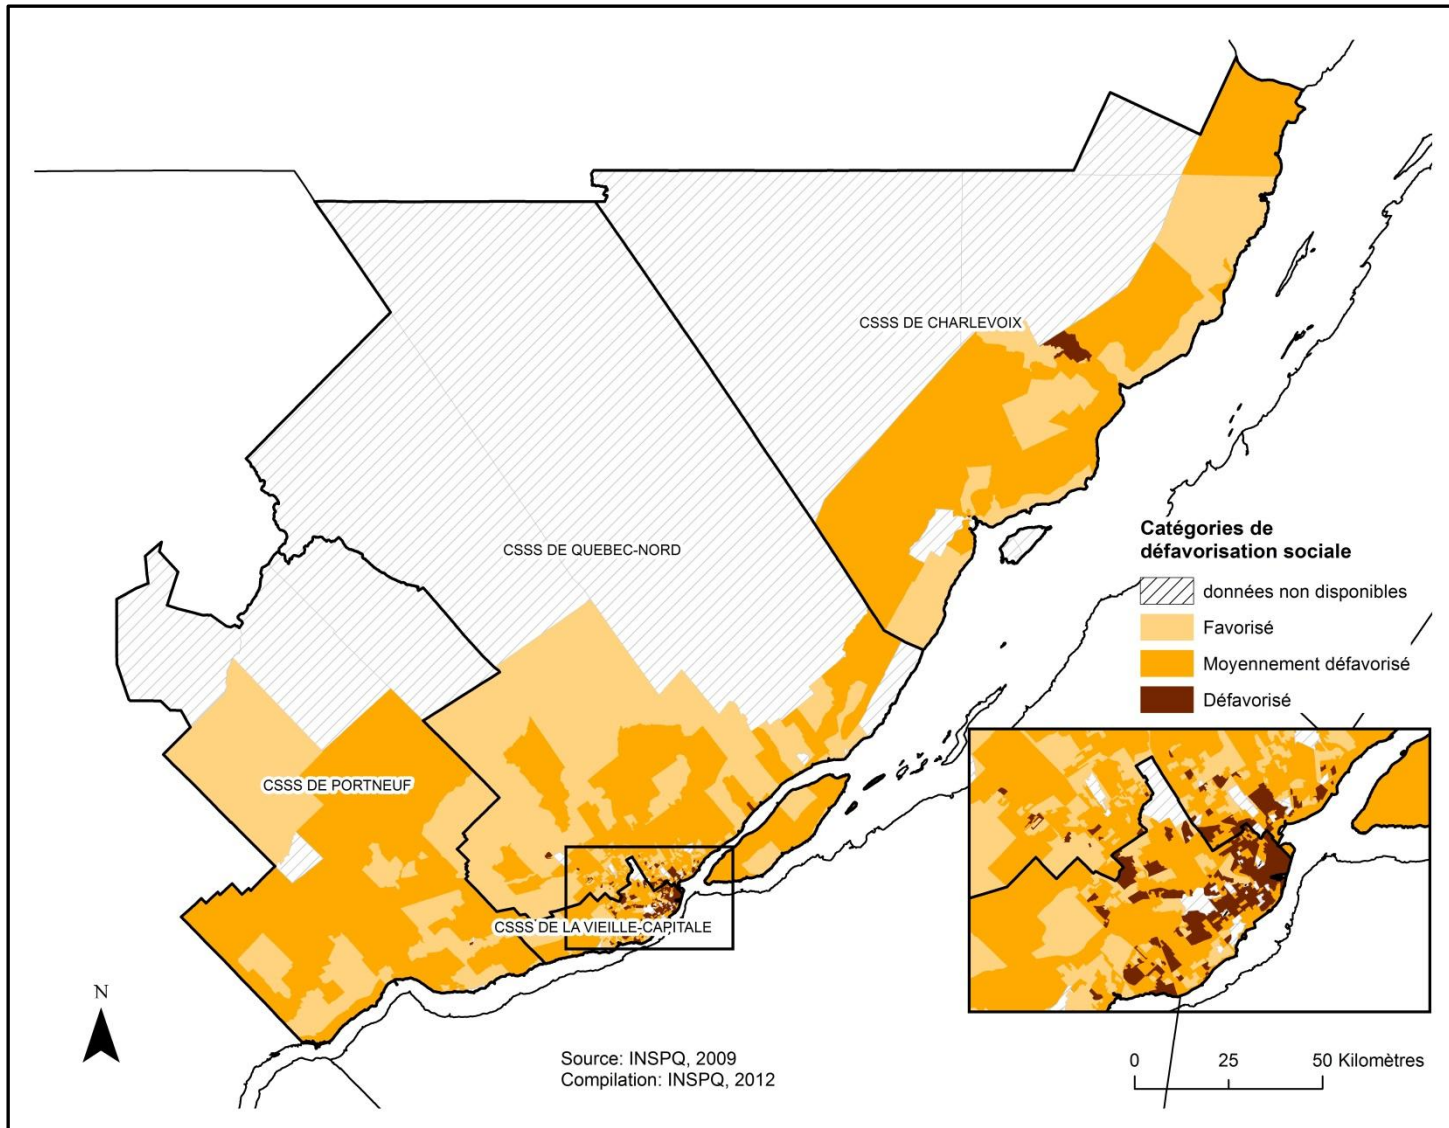 CSSS DE CHARLEVOIX
CSSS DE QUEBEC-NORD
CSSS DE PORTNEUF
CSSS DE LA VIEILLE-CAPITALE
Catégories de
défavorisation sociale
données non disponibles
Favorisé
Moyennement défavorisé
Défavorisé
N
Source: INSPQ, 2009
Compilation: INSPQ, 2012
0 25 50 Kilomètres